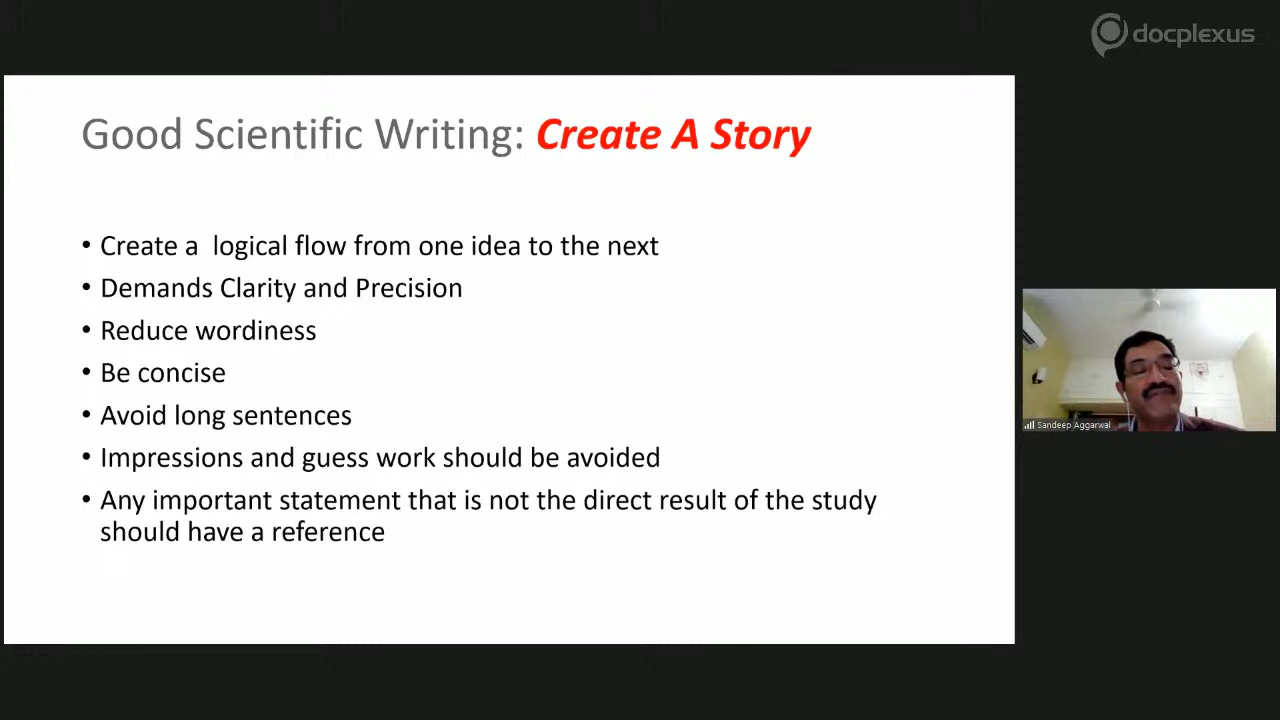 docplexus
Good Scientific Writing: Create A Story
• Create a  logical flow from one idea to the next
• Demands Clarity and Precision
• Reduce wordiness
• Be concise
• Avoid long sentences
• Impressions and guess work should be avoided
• Any important statement that is not the direct result of the study
should have a reference
Sandeep Aggarwal